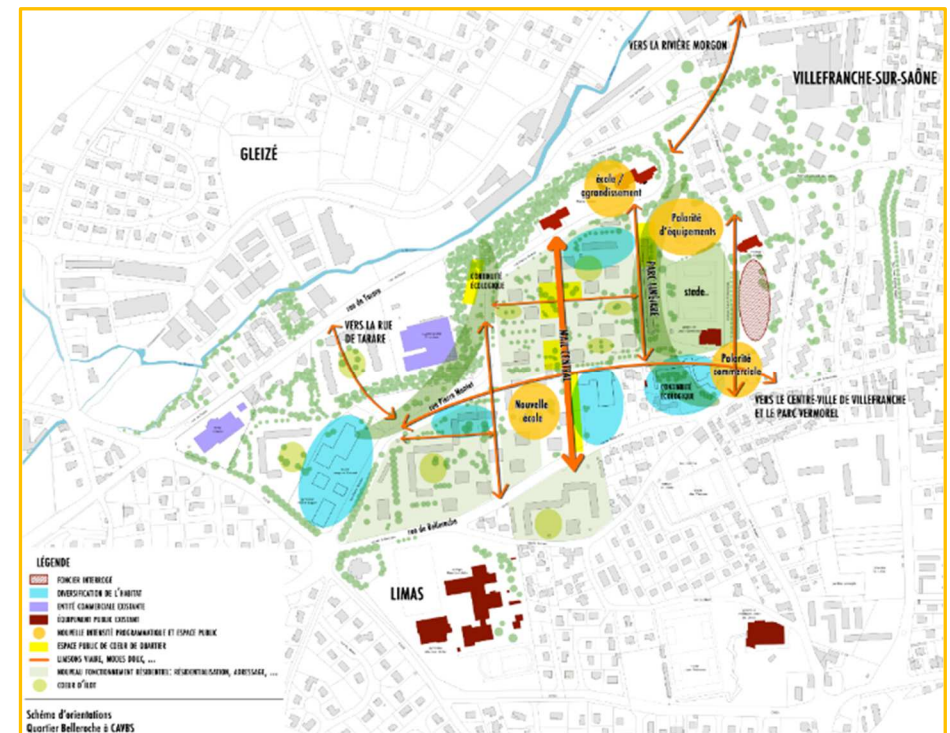 VERS LA RIVIÈRE MORGON
VILLEFRANCHE-SUR-SAÔNE
GLEIZÉ
école /
agrandissement
Polarité
d'équipements
CONTINUITÉ
ÉCOLOGIQUE
PARC LINÉAIRE
stade
rue de Tarare
VERS LA RUE
DE TARARE
MAIL CENTRAL
Polarité
commerciale
rue Pierre Montet
CONTINUITÉ
ÉCOLOGIQUE
Nouvelle
école
VERS LE CENTRE-VILLE DE VILLEFRANCHE
ET LE PARC VERMOREL
rue de Belleroche
LIMAS
LÉGENDE
FONCIER INTERROGÉ
DIVERSIFICATION DE L'HABITAT
ENTITÉ COMMERCIALE EXISTANTE
ÉQUIPEMENT PUBLIC EXISTANT
NOUVELLE INTENSITÉ PROGRAMMATIQUE ET ESPACE PUBLIC
ESPACE PUBLIC DE COEUR DE QUARTIER
LIAISONS VIAIRE, MODES DOUX, ...
NOUVEAU FONCTIONNEMENT RÉSIDENTIEL: RÉSIDENTIALISATION, ADRESSAGE, ...
COEUR D'ILOT
Schéma d'orientations
Quartier Belleroche à CAVBS